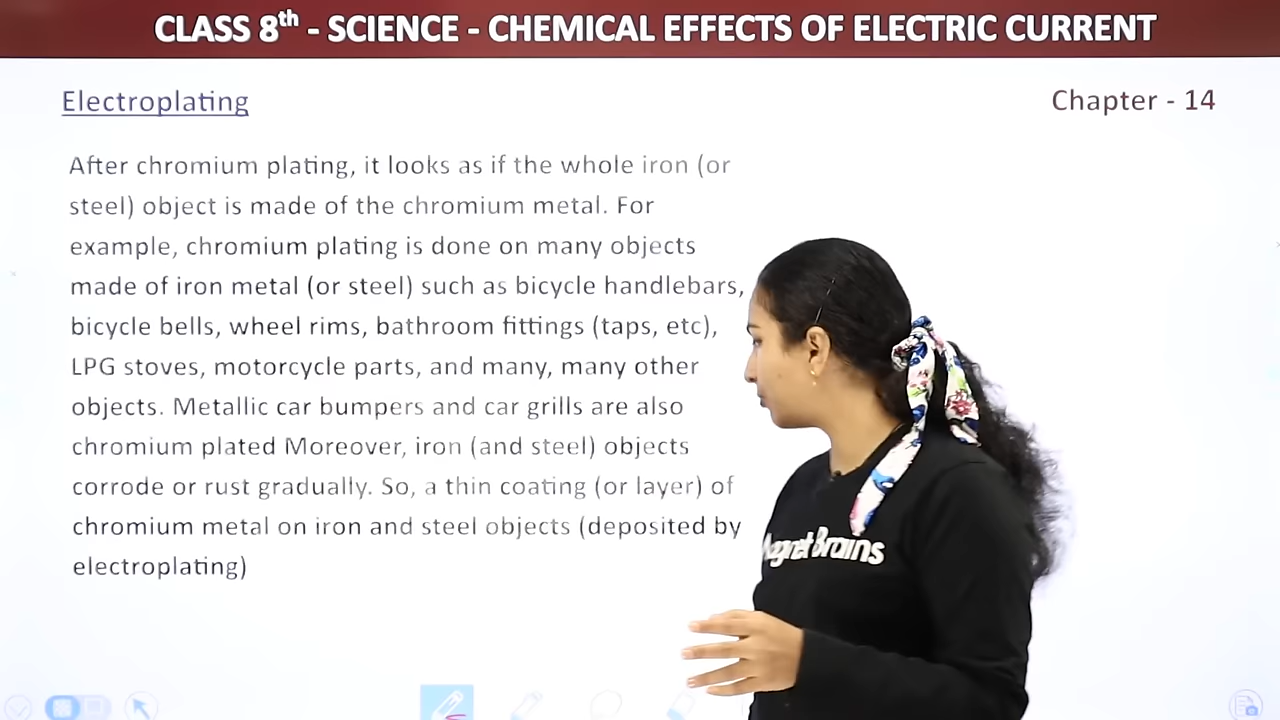 CLASS 8th - SCIENCE - CHEMICAL EFFECTS OF ELECTRIC CURRENT
Electroplating
Chapter - 14
After chromium plating, it looks as if the whole iron (or
steel) object is made of the chromium metal. For
example, chromium plating is done on many objects
made of iron metal (or steel) such as bicycle handlebars,
bicycle bells, wheel rims, bathroom fittings (taps, etc),
LPG stoves, motorcycle parts, and many, many other
objects. Metallic car bumpers and car grills are also
chromium plated Moreover, iron (and steel) objects
corrode or rust gradually. So, a thin coating (or layer) of
chromium metal on iron and steel objects (deposited by
electroplating)
Brains